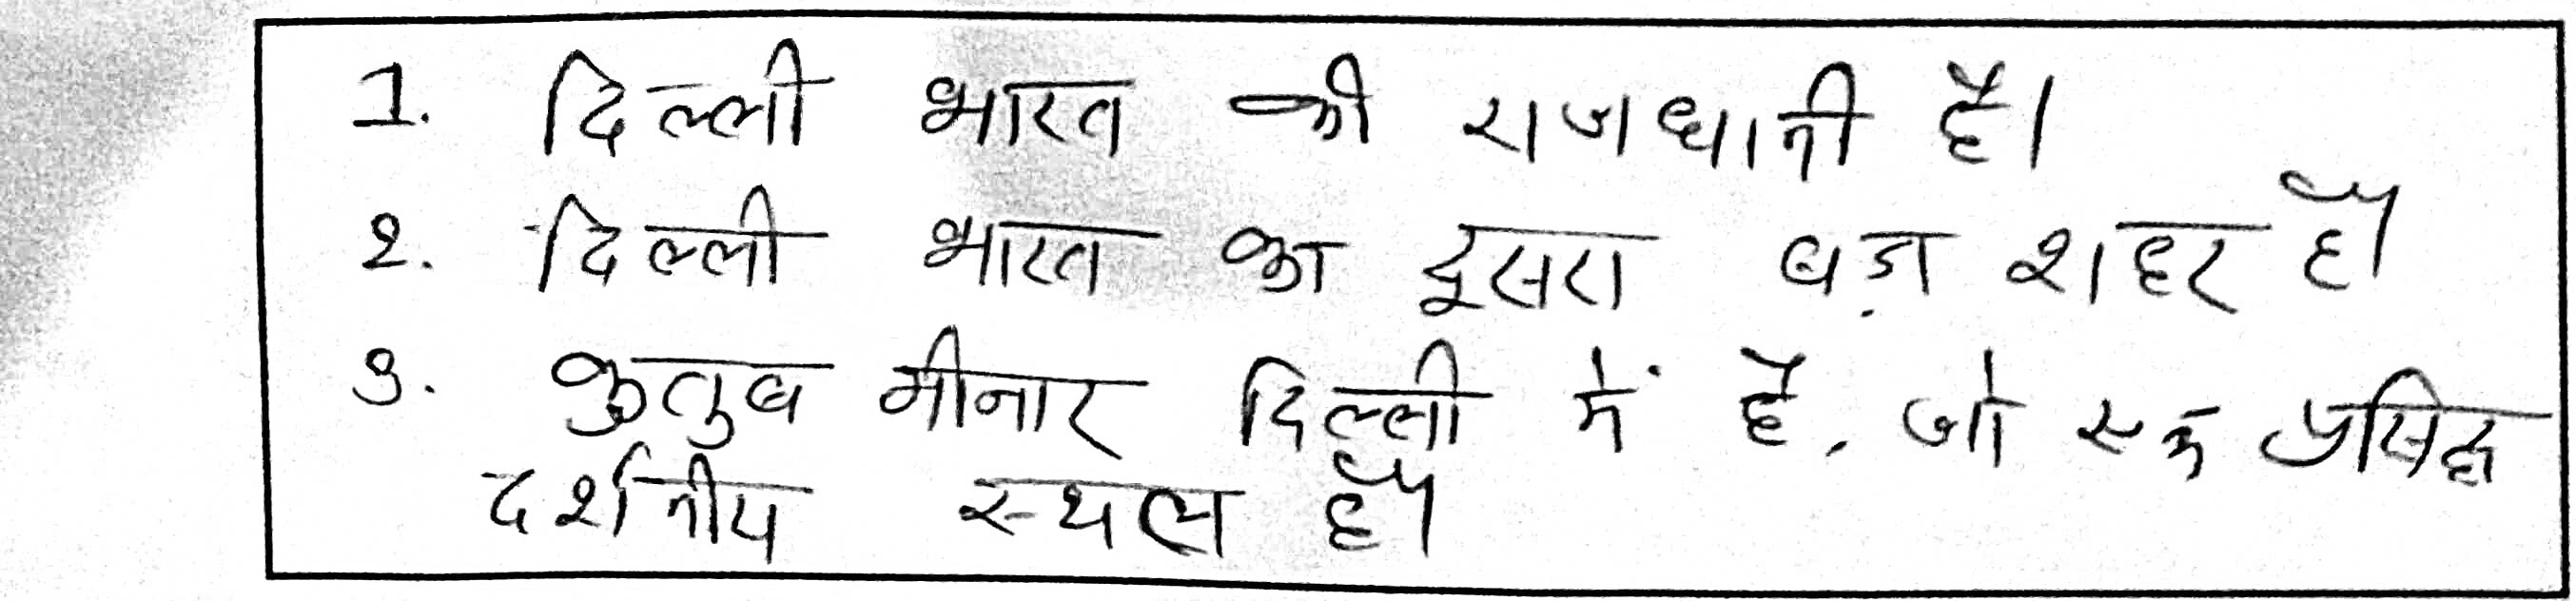 1. दिल्ली भारत की राजधानी है।
2. दिल्ली भारत का दूसरा बड़ा शहर है।
3. कुतुब मीनार दिल्ली में है, जो एक प्रसिद्ध
दर्शनीय स्थल है।